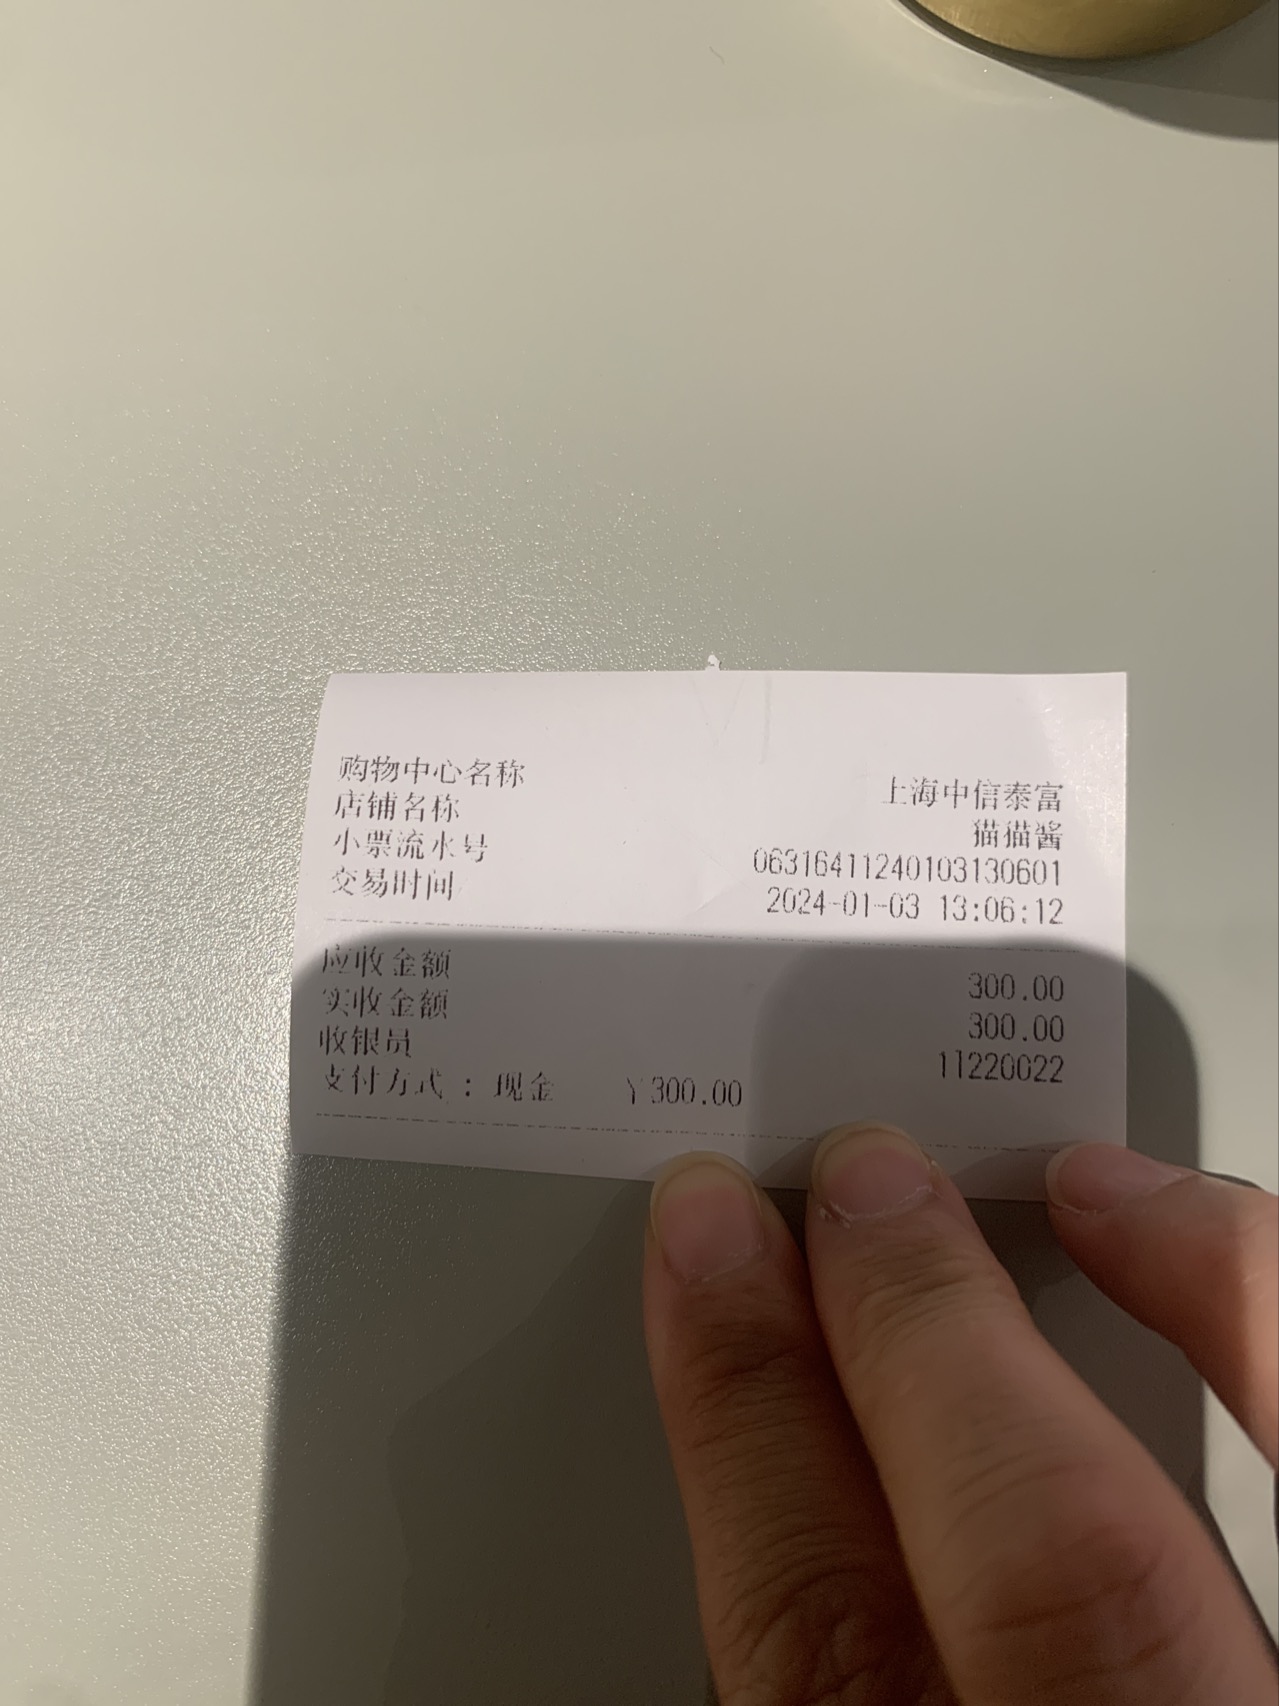 购物中心名称 上海中信泰富
店铺名称 猫猫酱
小票流水号 06316411240103130601
交易时间 2024-01-03 13:06:12
应收金额 300.00
实收金额 300.00
收银员 11220022
支付方式 : 现金 ¥300.00